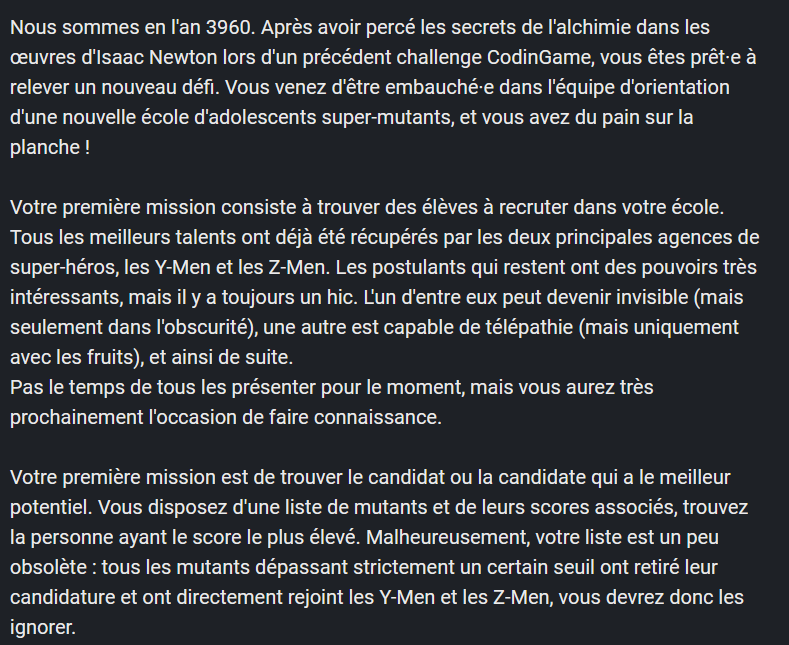 Nous sommes en l'an 3960. Après avoir percé les secrets de l'alchimie dans les
œuvres d'Isaac Newton lors d'un précédent challenge CodinGame, vous êtes prêt·e à
relever un nouveau défi. Vous venez d'être embauché·e dans l'équipe d'orientation
d'une nouvelle école d'adolescents super-mutants, et vous avez du pain sur la
planche !
Votre première mission consiste à trouver des élèves à recruter dans votre école.
Tous les meilleurs talents ont déjà été récupérés par les deux principales agences de
super-héros, les Y-Men et les Z-Men. Les postulants qui restent ont des pouvoirs très
intéressants, mais il y a toujours un hic. L'un d'entre eux peut devenir invisible (mais
seulement dans l'obscurité), une autre est capable de télépathie (mais uniquement
avec les fruits), et ainsi de suite.
Pas le temps de tous les présenter pour le moment, mais vous aurez très
prochainement l'occasion de faire connaissance.
Votre première mission est de trouver le candidat ou la candidate qui a le meilleur
potentiel. Vous disposez d'une liste de mutants et de leurs scores associés, trouvez
la personne ayant le score le plus élevé. Malheureusement, votre liste est un peu
obsolète : tous les mutants dépassant strictement un certain seuil ont retiré leur
candidature et ont directement rejoint les Y-Men et les Z-Men, vous devrez donc les
ignorer.